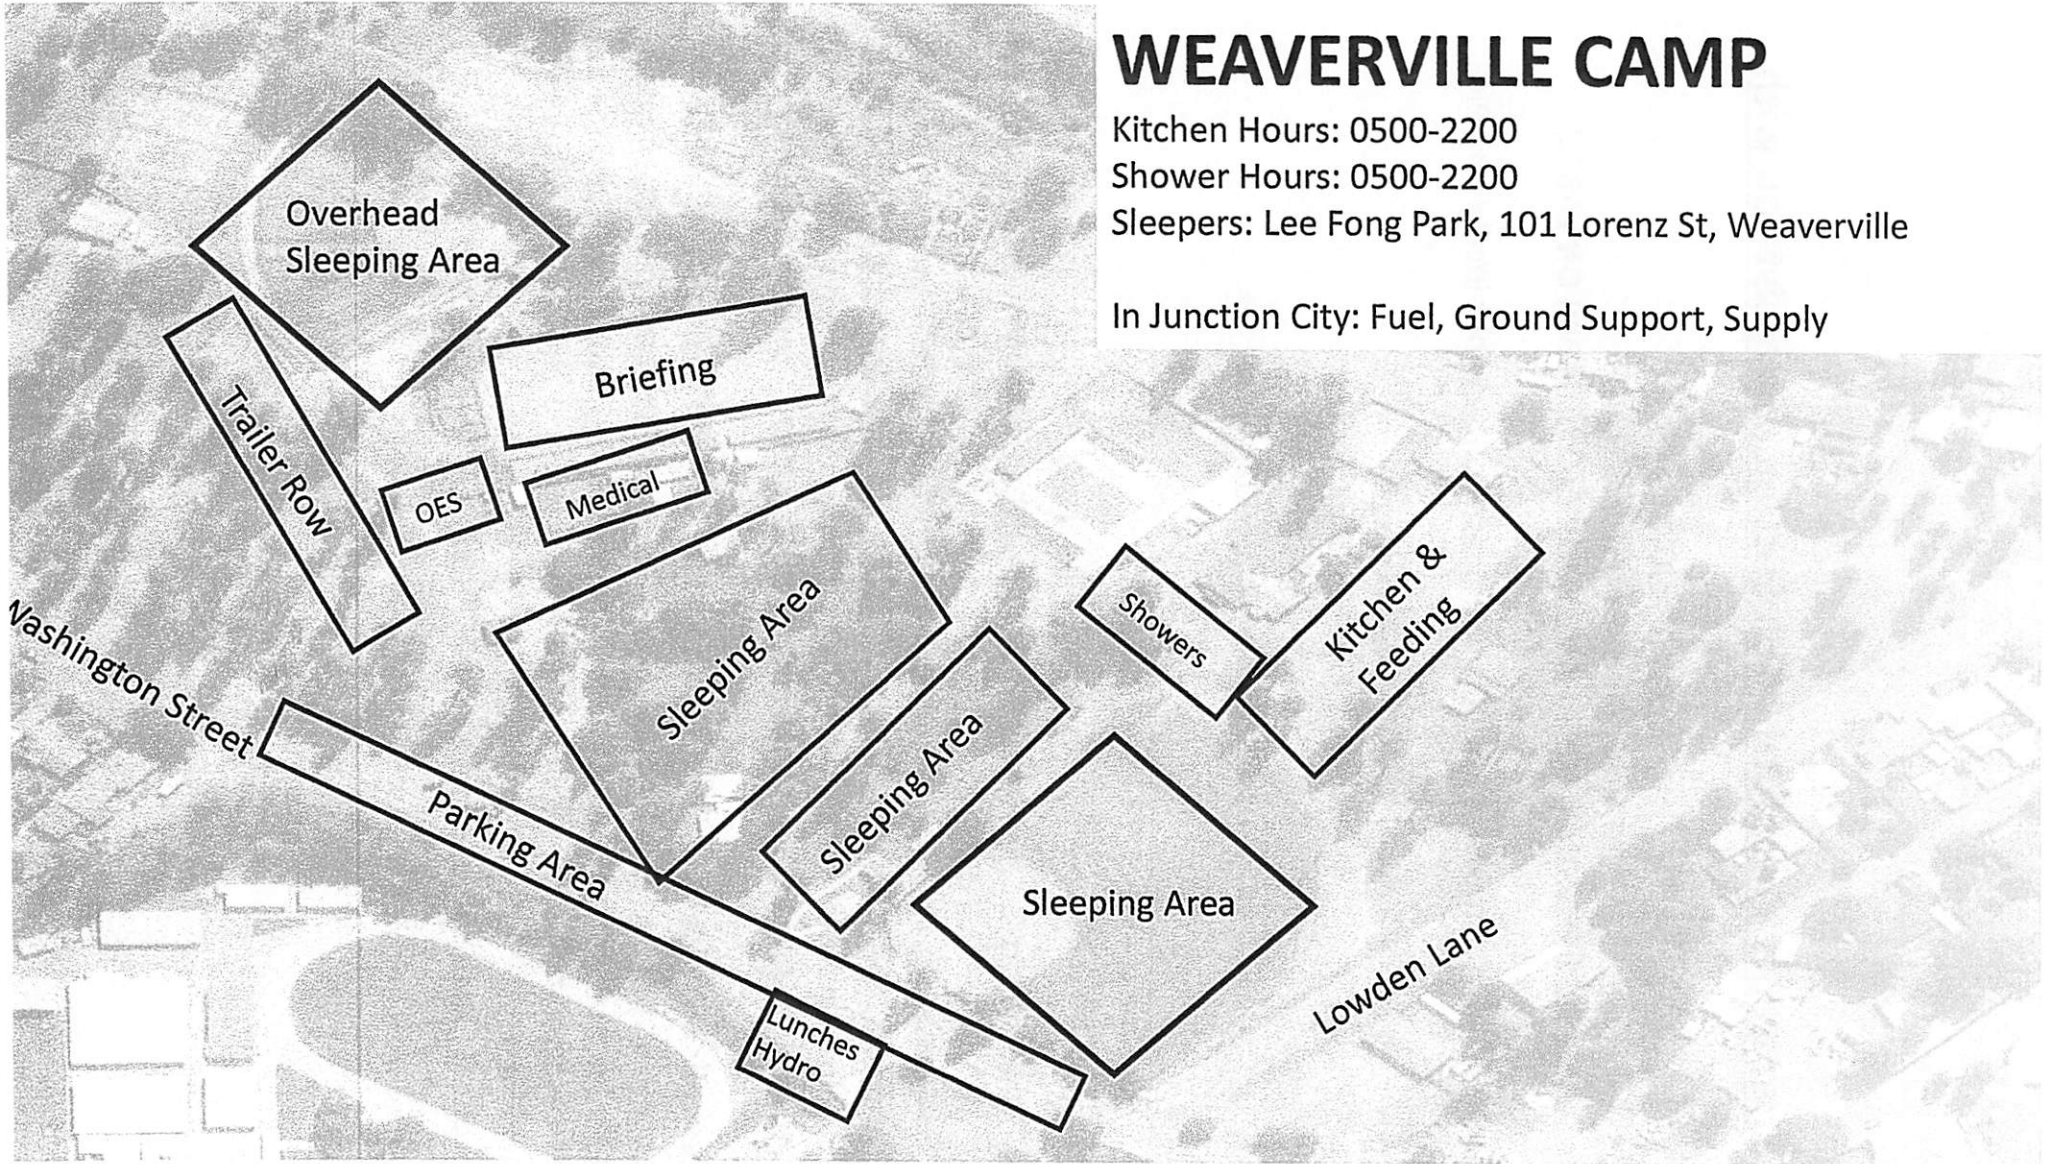 WEAVERVILLE CAMP
Kitchen Hours: 0500-2200
Shower Hours: 0500-2200
Sleepers: Lee Fong Park, 101 Lorenz St, Weaverville
In Junction City: Fuel, Ground Support, Supply
Overhead
Sleeping Area
Briefing
Trailer Row
OES
Medical
Sleeping Area
Showers
Kitchen &
Feeding
Washington Street
Parking Area
Sleeping Area
Sleeping Area
Lowden Lane
Lunches
Hydro